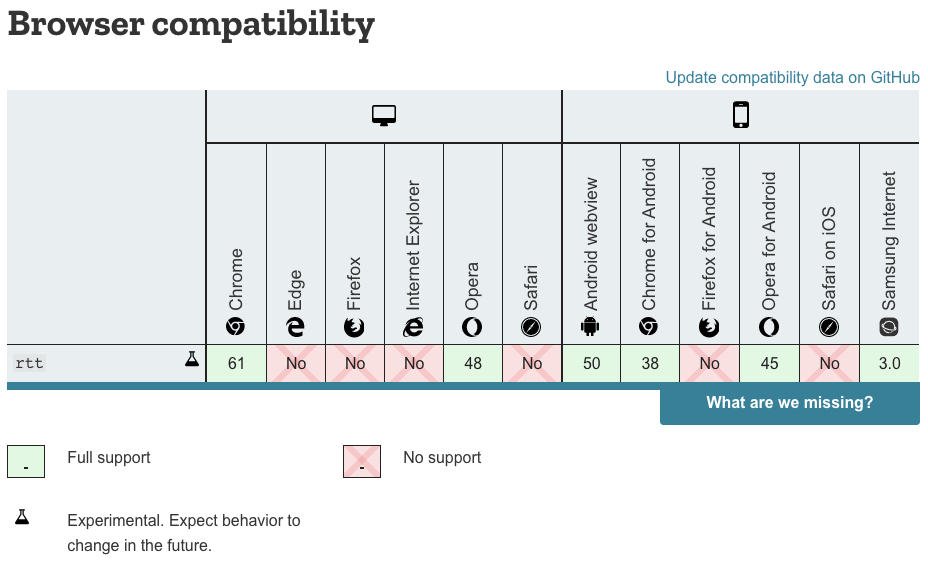 Browser compatibility
Update compatibility data on GitHub
Chrome
Edge
Firefox
Internet Explorer
Opera
Safari
Android webview
Chrome for Android
Firefox for Android
Opera for Android
Safari on iOS
Samsung Internet
rtt 61 No No No 48 No 50 38 No 45 No 3.0
What are we missing?
- Full support - No support
Experimental. Expect behavior to
change in the future.